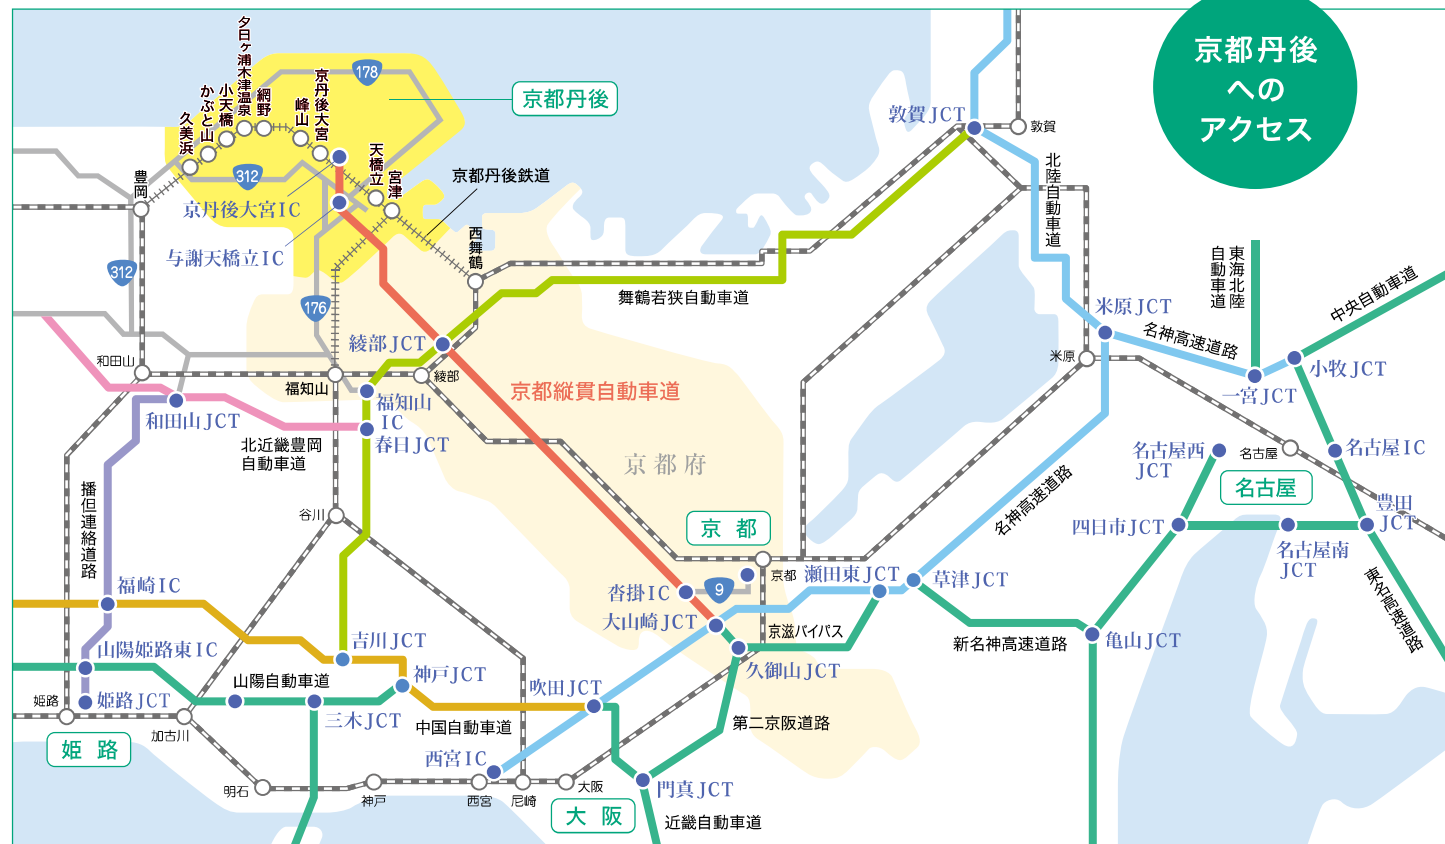 京都丹後
への
アクセス
夕日ヶ浦木津温泉
網野
小天橋
かぶと山
久美浜
峰山
京丹後大宮
天橋立
宮津
178
京都丹後
312
豊岡
京丹後大宮IC
与謝天橋立IC
京都丹後鉄道
西舞鶴
312
176
敦賀JCT
敦賀
北陸自動車道
舞鶴若狭自動車道
綾部JCT
綾部
和田山
福知山
福知山
IC
春日JCT
和田山JCT
北近畿豊岡
自動車道
京都縦貫自動車道
京都府
東海北陸
自動車道
中央自動車道
米原JCT
米原
名神高速道路
小牧JCT
一宮JCT
名古屋西
JCT
名古屋
名古屋IC
名古屋
豊田
JCT
四日市JCT
名古屋南
JCT
東名高速道路
名神高速道路
播但連絡道路
谷川
京都
京都
9
沓掛IC
瀬田東JCT
草津JCT
大山崎JCT
京滋バイパス
新名神高速道路
亀山JCT
久御山JCT
福崎IC
山陽姫路東IC
吉川JCT
神戸JCT
山陽自動車道
姫路
姫路JCT
三木JCT
中国自動車道
吹田JCT
第二京阪道路
加古川
姫路
西宮IC
明石
神戸
西宮
尼崎
大阪
大阪
門真JCT
近畿自動車道